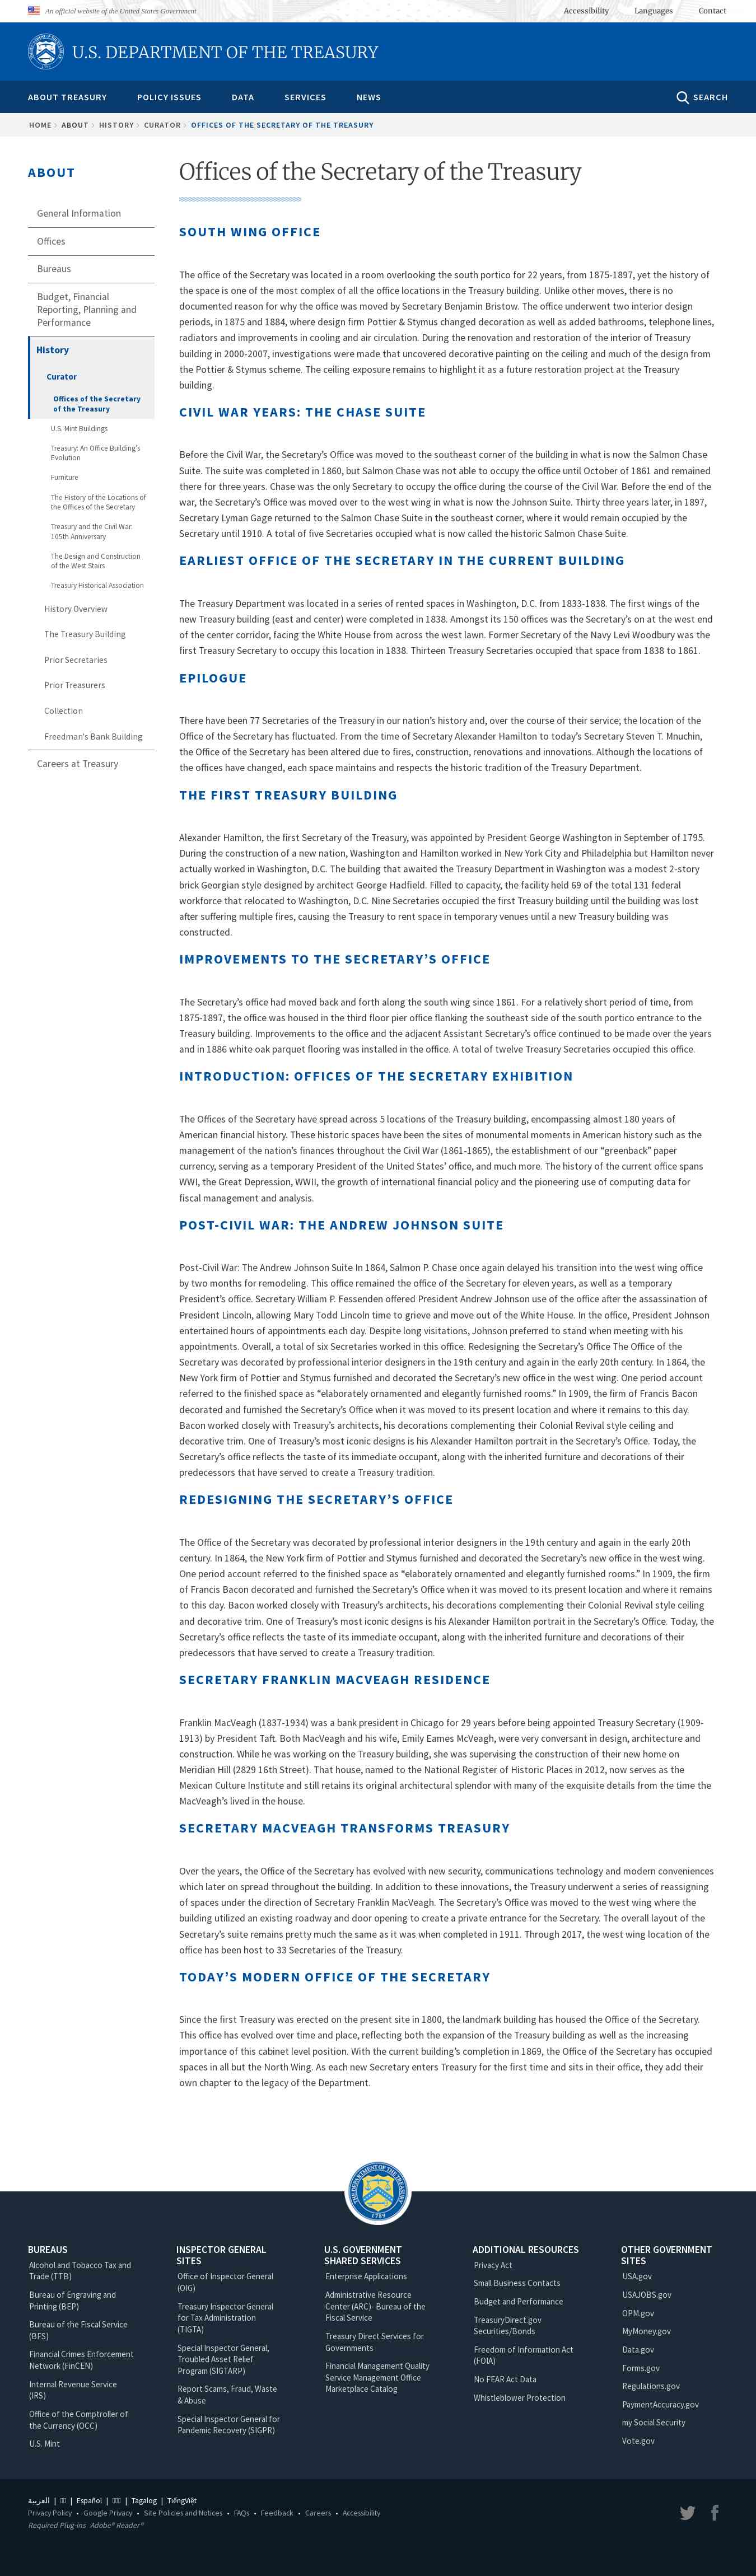 An official website of the United States Government
Accessibility
Languages
Contact
U.S. DEPARTMENT OF THE TREASURY
ABOUT TREASURY
POLICY ISSUES
DATA
SERVICES
NEWS
SEARCH
HOME
ABOUT
HISTORY
CURATOR
OFFICES OF THE SECRETARY OF THE TREASURY
ABOUT
General Information
Offices
Bureaus
Budget, Financial
Reporting, Planning and
Performance
History
Curator
Offices of the Secretary
of the Treasury
U.S. Mint Buildings
Treasury: An Office Building’s
Evolution
Furniture
The History of the Locations of
the Offices of the Secretary
Treasury and the Civil War:
105th Anniversary
The Design and Construction
of the West Stairs
Treasury Historical Association
History Overview
The Treasury Building
Prior Secretaries
Prior Treasurers
Collection
Freedman's Bank Building
Careers at Treasury
Offices of the Secretary of the Treasury
SOUTH WING OFFICE
The office of the Secretary was located in a room overlooking the south portico for 22 years, from 1875-1897, yet the history of
the space is one of the most complex of all the office locations in the Treasury building. Unlike other moves, there is no
documented reason for why the office was moved by Secretary Benjamin Bristow. The office underwent two interior design
periods, in 1875 and 1884, where design firm Pottier & Stymus changed decoration as well as added bathrooms, telephone lines,
radiators and improvements in cooling and air circulation. During the renovation and restoration of the interior of Treasury
building in 2000-2007, investigations were made that uncovered decorative painting on the ceiling and much of the design from
the Pottier & Stymus scheme. The ceiling exposure remains to highlight it as a future restoration project within the Treasury
building.
CIVIL WAR YEARS: THE CHASE SUITE
Before the Civil War, the Secretary’s Office was moved to the southeast corner of the building in what is now the Salmon Chase
Suite. The suite was completed in 1860, but Salmon Chase was not able to occupy the office until October of 1861 and remained
there for three years. Chase was the only Secretary to occupy the office during the course of the Civil War. Before the end of the
war, the Secretary’s Office was moved over to the west wing in what is now the Johnson Suite. Thirty three years later, in 1897,
Secretary Lyman Gage returned to the Salmon Chase Suite in the southeast corner, where it would remain occupied by the
Secretary until 1910. A total of five Secretaries occupied what is now called the historic Salmon Chase Suite.
EARLIEST OFFICE OF THE SECRETARY IN THE CURRENT BUILDING
The Treasury Department was located in a series of rented spaces in Washington, D.C. from 1833-1838. The first wings of the
new Treasury building (east and center) were completed in 1838. Amongst its 150 offices was the Secretary’s on at the west end
of the center corridor, facing the White House from across the west lawn. Former Secretary of the Navy Levi Woodbury was the
first Treasury Secretary to occupy this location in 1838. Thirteen Treasury Secretaries occupied that space from 1838 to 1861.
EPILOGUE
There have been 77 Secretaries of the Treasury in our nation’s history and, over the course of their service; the location of the
Office of the Secretary has fluctuated. From the time of Secretary Alexander Hamilton to today’s Secretary Steven T. Mnuchin,
the Office of the Secretary has been altered due to fires, construction, renovations and innovations. Although the locations of
the offices have changed, each space maintains and respects the historic tradition of the Treasury Department.
THE FIRST TREASURY BUILDING
Alexander Hamilton, the first Secretary of the Treasury, was appointed by President George Washington in September of 1795.
During the construction of a new nation, Washington and Hamilton worked in New York City and Philadelphia but Hamilton never
actually worked in Washington, D.C. The building that awaited the Treasury Department in Washington was a modest 2-story
brick Georgian style designed by architect George Hadfield. Filled to capacity, the facility held 69 of the total 131 federal
workforce that relocated to Washington, D.C. Nine Secretaries occupied the first Treasury building until the building was lost
after suffering multiple fires, causing the Treasury to rent space in temporary venues until a new Treasury building was
constructed.
IMPROVEMENTS TO THE SECRETARY’S OFFICE
The Secretary’s office had moved back and forth along the south wing since 1861. For a relatively short period of time, from
1875-1897, the office was housed in the third floor pier office flanking the southeast side of the south portico entrance to the
Treasury building. Improvements to the office and the adjacent Assistant Secretary’s office continued to be made over the years
and in 1886 white oak parquet flooring was installed in the office. A total of twelve Treasury Secretaries occupied this office.
INTRODUCTION: OFFICES OF THE SECRETARY EXHIBITION
The Offices of the Secretary have spread across 5 locations of the Treasury building, encompassing almost 180 years of
American financial history. These historic spaces have been the sites of monumental moments in American history such as the
management of the nation’s finances throughout the Civil War (1861-1865), the establishment of our “greenback” paper
currency, serving as a temporary President of the United States’ office, and much more. The history of the current office spans
WWI, the Great Depression, WWII, the growth of international financial policy and the pioneering use of computing data for
fiscal management and analysis.
POST-CIVIL WAR: THE ANDREW JOHNSON SUITE
Post-Civil War: The Andrew Johnson Suite In 1864, Salmon P. Chase once again delayed his transition into the west wing office
by two months for remodeling. This office remained the office of the Secretary for eleven years, as well as a temporary
President’s office. Secretary William P. Fessenden offered President Andrew Johnson use of the office after the assassination of
President Lincoln, allowing Mary Todd Lincoln time to grieve and move out of the White House. In the office, President Johnson
entertained hours of appointments each day. Despite long visitations, Johnson preferred to stand when meeting with his
appointments. Overall, a total of six Secretaries worked in this office. Redesigning the Secretary’s Office The Office of the
Secretary was decorated by professional interior designers in the 19th century and again in the early 20th century. In 1864, the
New York firm of Pottier and Stymus furnished and decorated the Secretary’s new office in the west wing. One period account
referred to the finished space as “elaborately ornamented and elegantly furnished rooms.” In 1909, the firm of Francis Bacon
decorated and furnished the Secretary’s Office when it was moved to its present location and where it remains to this day.
Bacon worked closely with Treasury’s architects, his decorations complementing their Colonial Revival style ceiling and
decorative trim. One of Treasury’s most iconic designs is his Alexander Hamilton portrait in the Secretary’s Office. Today, the
Secretary’s office reflects the taste of its immediate occupant, along with the inherited furniture and decorations of their
predecessors that have served to create a Treasury tradition.
REDESIGNING THE SECRETARY’S OFFICE
The Office of the Secretary was decorated by professional interior designers in the 19th century and again in the early 20th
century. In 1864, the New York firm of Pottier and Stymus furnished and decorated the Secretary’s new office in the west wing.
One period account referred to the finished space as “elaborately ornamented and elegantly furnished rooms.” In 1909, the firm
of Francis Bacon decorated and furnished the Secretary’s Office when it was moved to its present location and where it remains
to this day. Bacon worked closely with Treasury’s architects, his decorations complementing their Colonial Revival style ceiling
and decorative trim. One of Treasury’s most iconic designs is his Alexander Hamilton portrait in the Secretary’s Office. Today, the
Secretary’s office reflects the taste of its immediate occupant, along with the inherited furniture and decorations of their
predecessors that have served to create a Treasury tradition.
SECRETARY FRANKLIN MACVEAGH RESIDENCE
Franklin MacVeagh (1837-1934) was a bank president in Chicago for 29 years before being appointed Treasury Secretary (1909-
1913) by President Taft. Both MacVeagh and his wife, Emily Eames McVeagh, were very conversant in design, architecture and
construction. While he was working on the Treasury building, she was supervising the construction of their new home on
Meridian Hill (2829 16th Street). That house, named to the National Register of Historic Places in 2012, now serves as the
Mexican Culture Institute and still retains its original architectural splendor with many of the exquisite details from the time the
MacVeagh’s lived in the house.
SECRETARY MACVEAGH TRANSFORMS TREASURY
Over the years, the Office of the Secretary has evolved with new security, communications technology and modern conveniences
which later on spread throughout the building. In addition to these innovations, the Treasury underwent a series of reassigning
of spaces under the direction of Secretary Franklin MacVeagh. The Secretary’s Office was moved to the west wing where the
building utilized an existing roadway and door opening to create a private entrance for the Secretary. The overall layout of the
Secretary’s suite remains pretty much the same as it was when completed in 1911. Through 2017, the west wing location of the
office has been host to 33 Secretaries of the Treasury.
TODAY’S MODERN OFFICE OF THE SECRETARY
Since the first Treasury was erected on the present site in 1800, the landmark building has housed the Office of the Secretary.
This office has evolved over time and place, reflecting both the expansion of the Treasury building as well as the increasing
importance of this cabinet level position. With the current building’s completion in 1869, the Office of the Secretary has occupied
spaces in all but the North Wing. As each new Secretary enters Treasury for the first time and sits in their office, they add their
own chapter to the legacy of the Department.
THE DEPARTMENT OF THE TREASURY
1789
BUREAUS
Alcohol and Tobacco Tax and
Trade (TTB)
Bureau of Engraving and
Printing (BEP)
Bureau of the Fiscal Service
(BFS)
Financial Crimes Enforcement
Network (FinCEN)
Internal Revenue Service
(IRS)
Office of the Comptroller of
the Currency (OCC)
U.S. Mint
INSPECTOR GENERAL
SITES
Office of Inspector General
(OIG)
Treasury Inspector General
for Tax Administration
(TIGTA)
Special Inspector General,
Troubled Asset Relief
Program (SIGTARP)
Report Scams, Fraud, Waste
& Abuse
Special Inspector General for
Pandemic Recovery (SIGPR)
U.S. GOVERNMENT
SHARED SERVICES
Enterprise Applications
Administrative Resource
Center (ARC)- Bureau of the
Fiscal Service
Treasury Direct Services for
Governments
Financial Management Quality
Service Management Office
Marketplace Catalog
ADDITIONAL RESOURCES
Privacy Act
Small Business Contacts
Budget and Performance
TreasuryDirect.gov
Securities/Bonds
Freedom of Information Act
(FOIA)
No FEAR Act Data
Whistleblower Protection
OTHER GOVERNMENT
SITES
USA.gov
USAJOBS.gov
OPM.gov
MyMoney.gov
Data.gov
Forms.gov
Regulations.gov
PaymentAccuracy.gov
my Social Security
Vote.gov
العربية | | Español | | Tagalog | TiếngViệt
Privacy Policy • Google Privacy • Site Policies and Notices • FAQs • Feedback • Careers • Accessibility
Required Plug-ins Adobe® Reader®